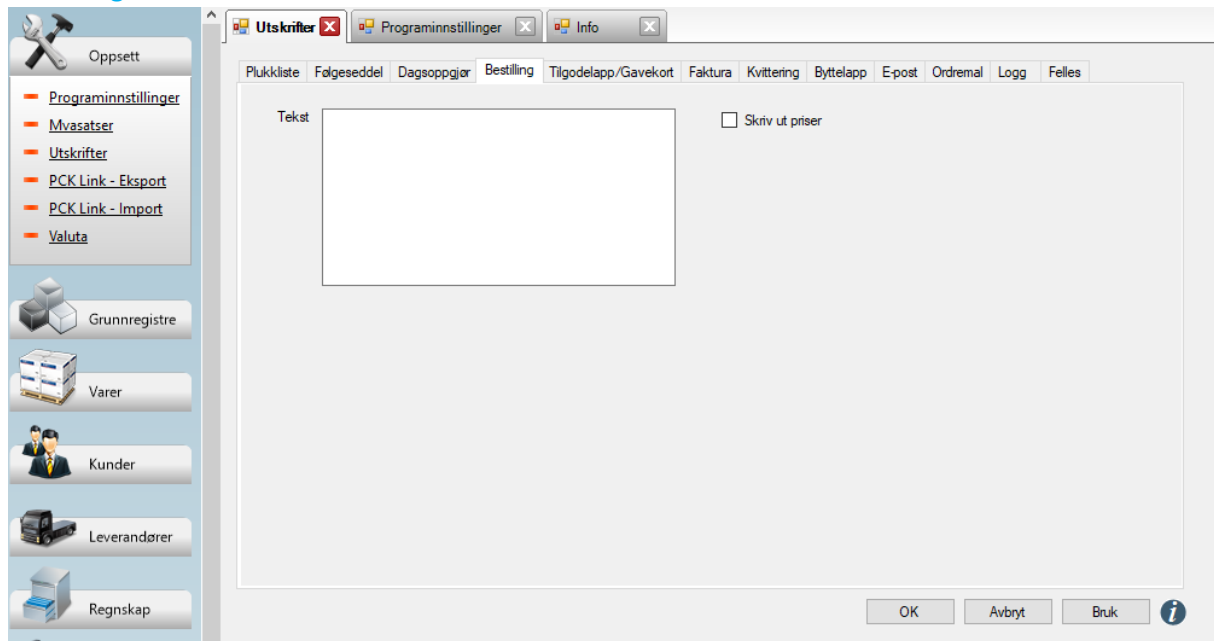 Oppsett
Programinnstillinger
Mvasatser
Utskrifter
PCK Link - Eksport
PCK Link - Import
Valuta
Grunnregistre
Varer
Kunder
Leverandører
Regnskap
Utskrifter Programinnstillinger Info
Plukkliste Følgeseddel Dagsoppgjør Bestilling Tilgodelapp/Gavekort Faktura Kvittering Byttelapp E-post Ordremal Logg Felles
Tekst
Skriv ut priser
OK Avbryt Bruk